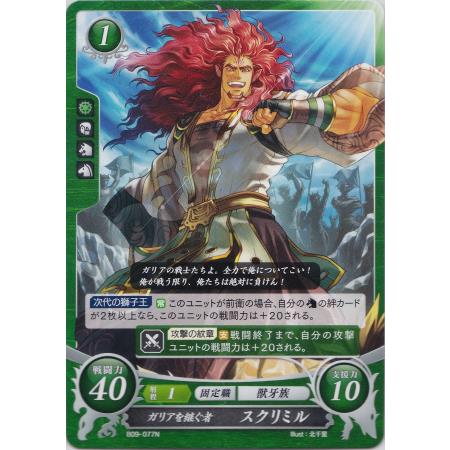 1
ガリアの戦士たちよ。全力で俺についてこい!
俺が戦う限り、俺たちは絶対に負けん!
次代の獅子王 常 このユニットが前衛の場合、自分の の絆カード
が2枚以上なら、このユニットの戦闘力は+20される。
攻撃の紋章 支 戦闘終了まで、自分の攻撃
ユニットの戦闘力は+20される。
戦闘力
40
射程 1
固定職
獣牙族
支援力
10
ガリアを継ぐ者 スクリミル
B09-077N
Illust:北千里